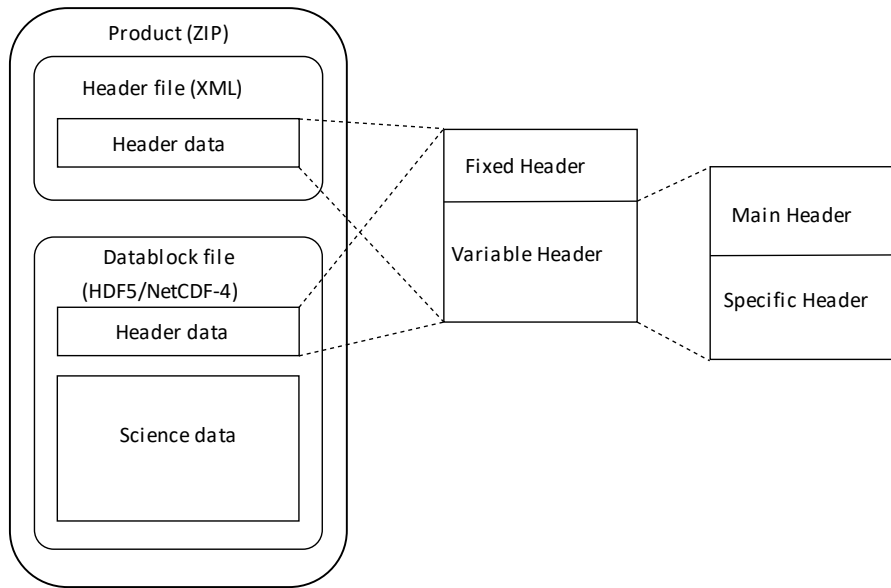 Product (ZIP)
Header file (XML)
Header data
Datablock file
(HDF5/NetCDF-4)
Header data
Science data
Fixed Header
Variable Header
Main Header
Specific Header